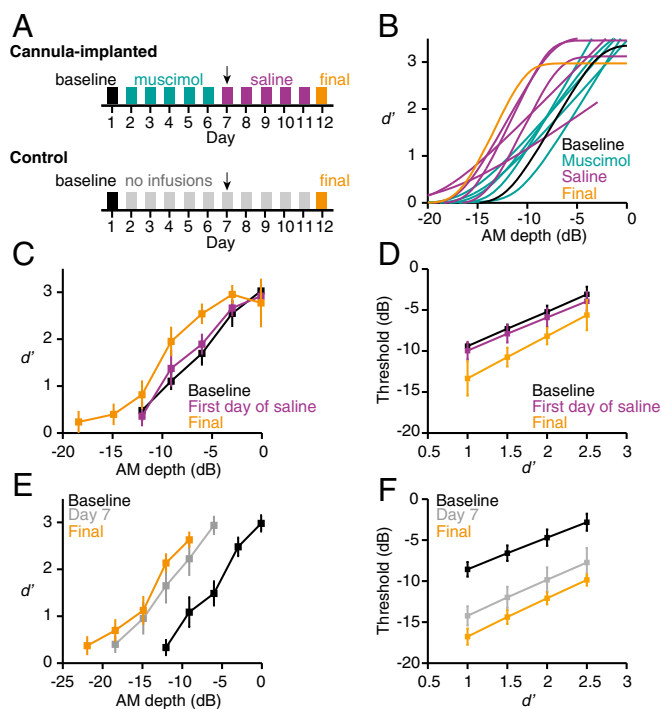 A
Cannula-implanted
baseline muscimol saline final
1 2 3 4 5 6 7 8 9 10 11 12
Day
Control
baseline no infusions final
1 2 3 4 5 6 7 8 9 10 11 12
Day
B
d'
3
2
1
0
-20 -15 -10 -5 0
AM depth (dB)
Baseline
Muscimol
Saline
Final
C
d'
3
2
1
0
-20 -15 -10 -5 0
AM depth (dB)
Baseline
First day of saline
Final
D
Threshold (dB)
0
-5
-10
-15
-20
0.5 1 1.5 2 2.5 3
d'
Baseline
First day of saline
Final
E
Baseline
Day 7
Final
d'
3
2
1
0
-25 -20 -15 -10 -5 0
AM depth (dB)
F
Baseline
Day 7
Final
Threshold (dB)
0
-5
-10
-15
-20
0.5 1 1.5 2 2.5 3
d'